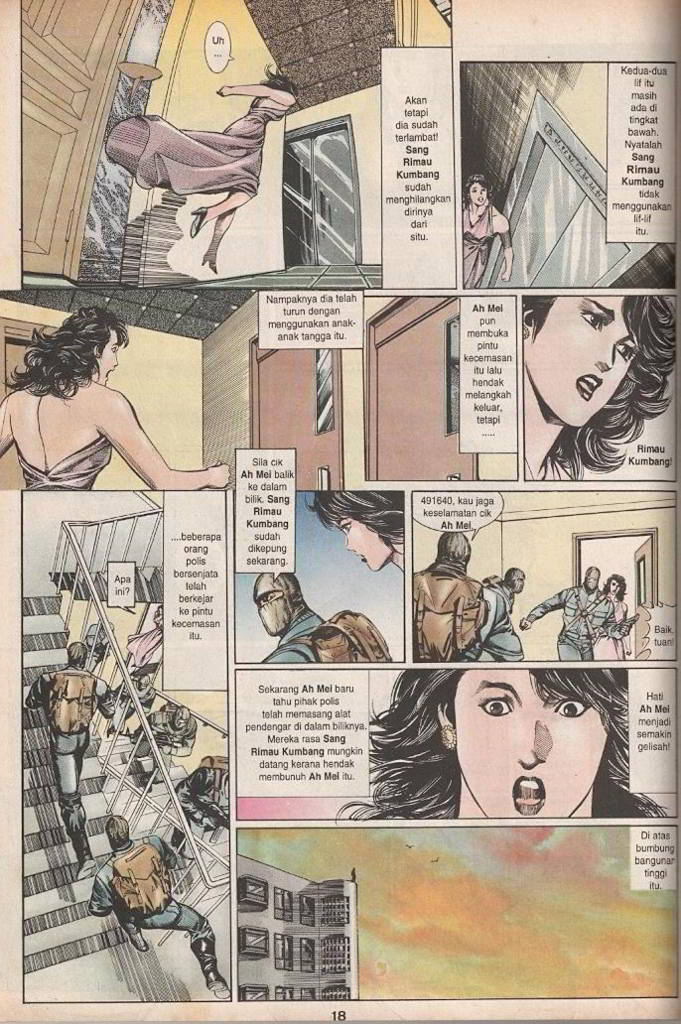 Uh
...
Akan
tetapi
dia sudah
terlambat!
Sang
Rimau
Kumbang
sudah
menghilangkan
dirinya
dari
situ.
Kedua-dua
lif itu
masih
ada di
tingkat
bawah.
Nyatalah
Sang
Rimau
Kumbang
tidak
menggunakan
lif-lif
itu.
Nampaknya dia telah
turun dengan
menggunakan anak-
anak tangga itu.
Ah Mei
pun
membuka
pintu
kecemasan
itu lalu
hendak
melangkah
keluar,
tetapi
.....
Rimau
Kumbang!
....beberapa
orang
polis
bersenjata
telah
berkejar
ke pintu
kecemasan
itu.
Apa
ini?
Sila cik
Ah Mei balik
ke dalam
bilik. Sang
Rimau
Kumbang
sudah
dikepung
sekarang.
491640, kau jaga
keselamatan cik
Ah Mei.
Baik,
tuan!
Sekarang Ah Mei baru
tahu pihak polis
telah memasang alat
pendengar di dalam biliknya.
Mereka rasa Sang
Rimau Kumbang mungkin
datang kerana hendak
membunuh Ah Mei itu.
Hati
Ah Mei
menjadi
semakin
gelisah!
Di atas
bumbung
bangunan
tinggi
itu.
18